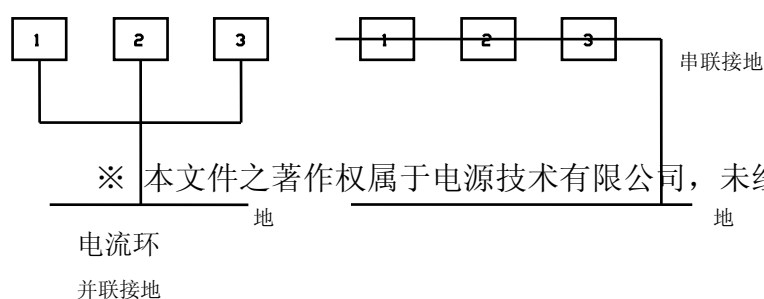 1 2 3 1 2 3
串联接地
※ 本文件之著作权属于电源技术有限公司，未经
地 地
电流环
并联接地